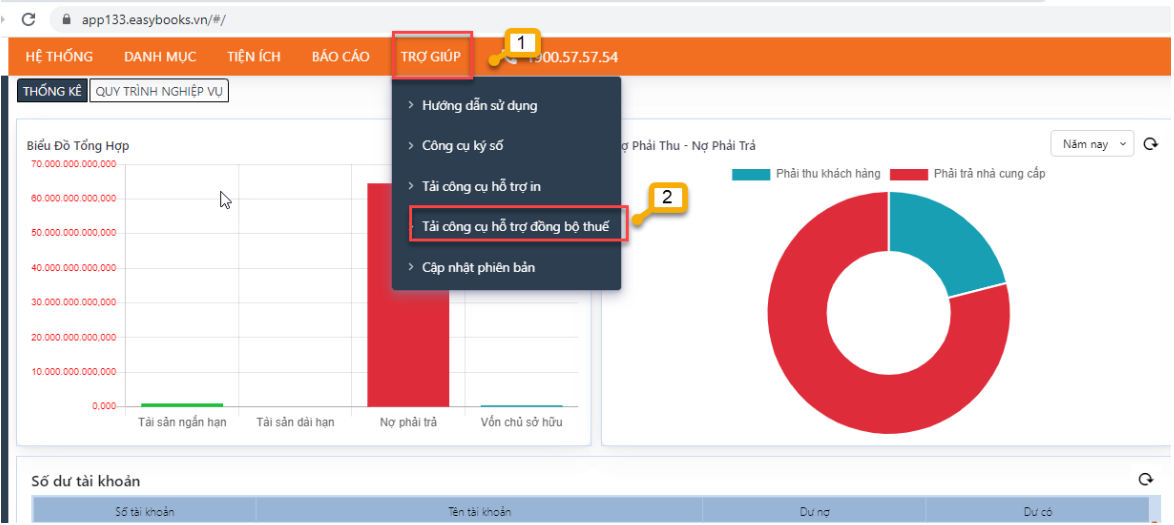 app133.easybooks.vn/#/
1
HỆ THỐNG DANH MỤC TIỆN ÍCH BÁO CÁO TRỢ GIÚP 1900.57.57.54
THỐNG KÊ QUY TRÌNH NGHIỆP VỤ
Hướng dẫn sử dụng
Công cụ ký số
Tải công cụ hỗ trợ in
2
Tải công cụ hỗ trợ đồng bộ thuế
Cập nhật phiên bản
Biểu Đồ Tổng Hợp
70.000.000.000,000
60.000.000.000,000
50.000.000.000,000
40.000.000.000,000
30.000.000.000,000
20.000.000.000,000
10.000.000.000,000
0,000
Tài sản ngắn hạn Tài sản dài hạn Nợ phải trả Vốn chủ sở hữu
ợ Phải Thu - Nợ Phải Trả Năm nay
Phải thu khách hàng Phải trả nhà cung cấp
Số dư tài khoản
Số tài khoản Tên tài khoản Dư nợ Dư có